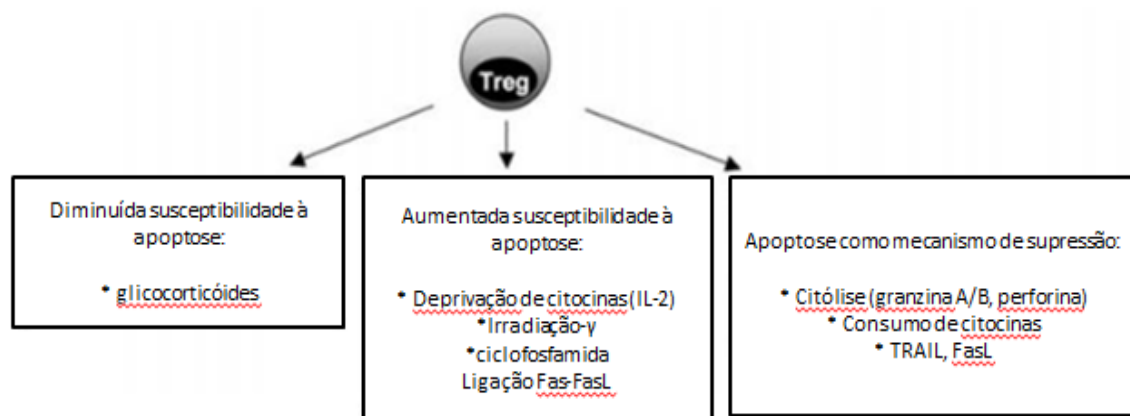 Treg
Diminuída susceptibilidade à
apoptose:
* glicocorticóides
Aumentada susceptibilidade à
apoptose:
* Deprivação de citocinas (IL-2)
*Irradiação-γ
*ciclofosfamida
Ligação Fas-FasL
Apoptose como mecanismo de supressão:
* Citólise (granzina A/B, perforina)
* Consumo de citocinas
* TRAIL, FasL